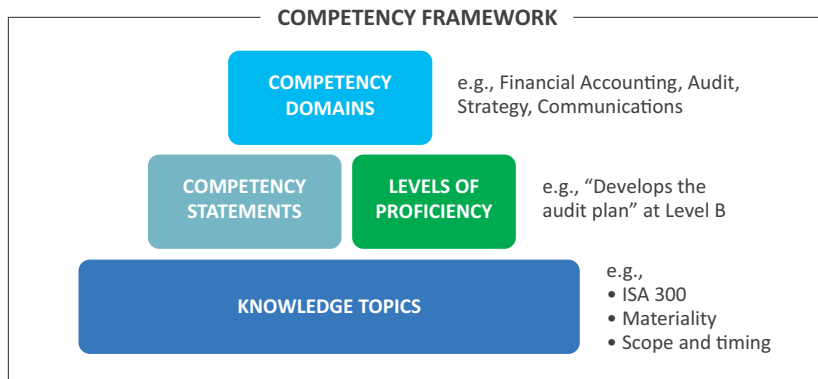 COMPETENCY FRAMEWORK
COMPETENCY
DOMAINS
e.g., Financial Accounting, Audit,
Strategy, Communications
COMPETENCY
STATEMENTS
LEVELS OF
PROFICIENCY
e.g., “Develops the
audit plan” at Level B
KNOWLEDGE TOPICS
e.g.,
• ISA 300
• Materiality
• Scope and timing